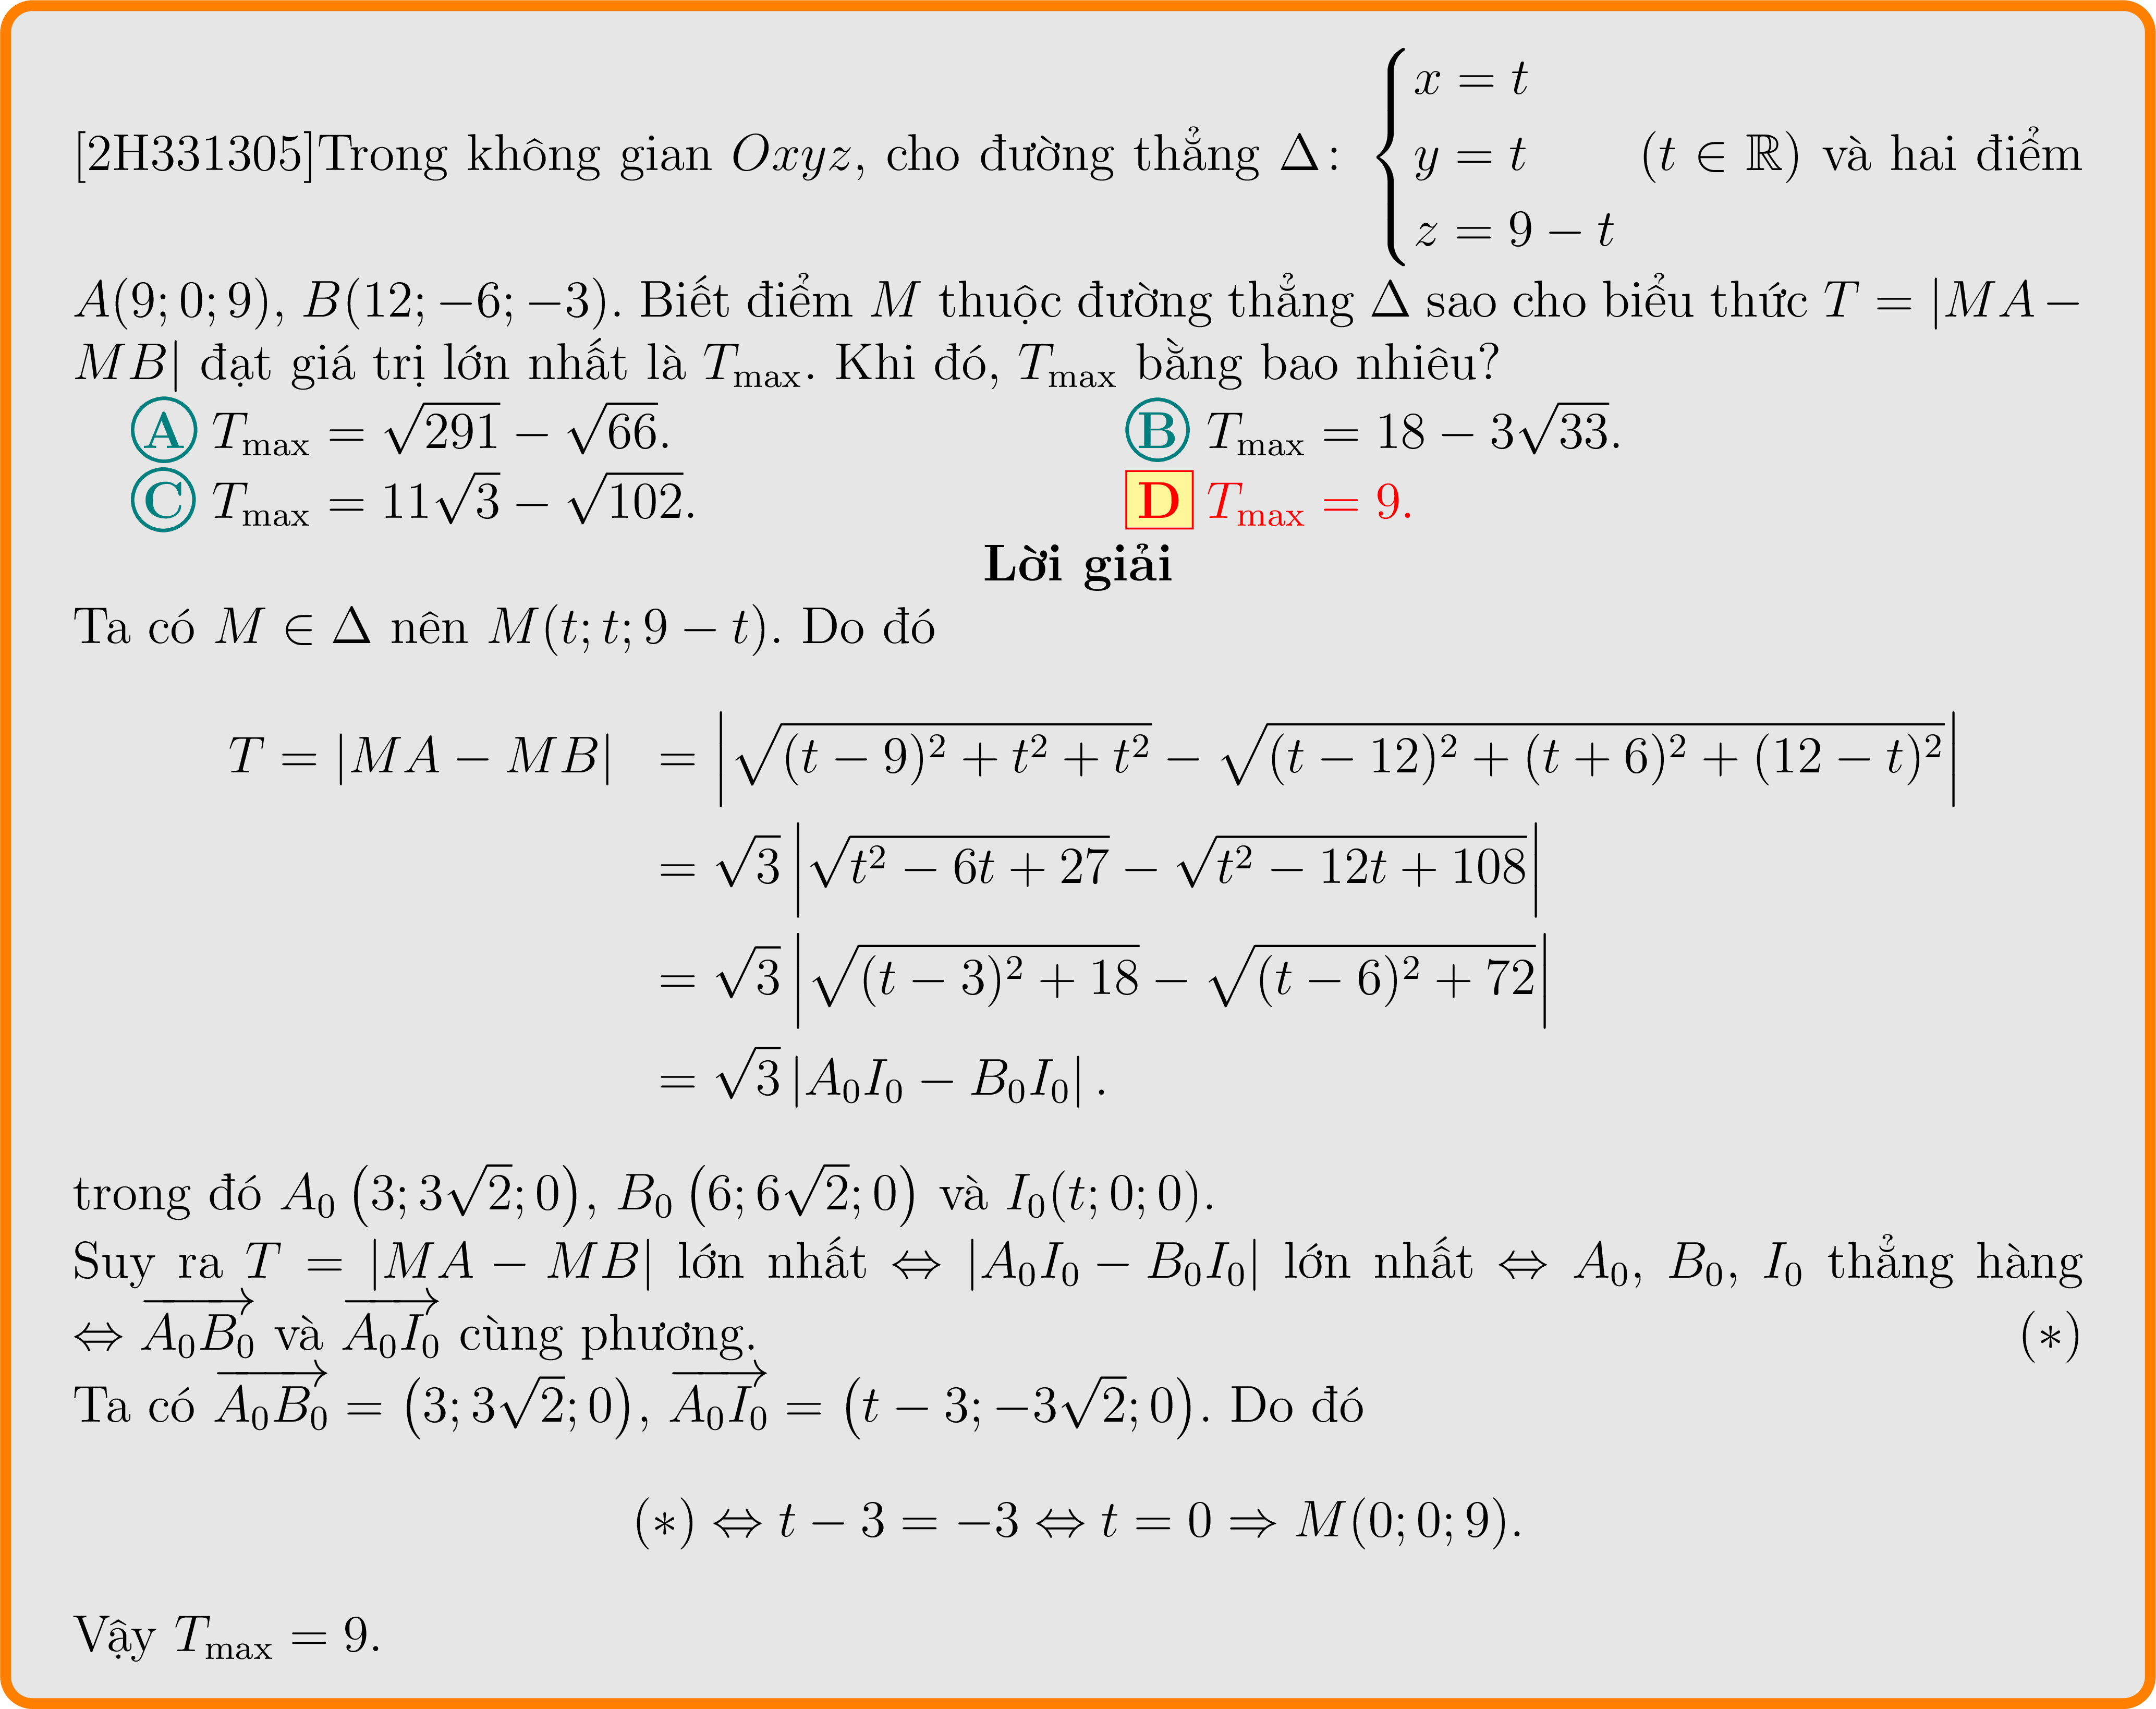 [2H331305]Trong không gian $Oxyz$, cho đường thẳng $\Delta\colon \begin{cases} x = t \\ y = t \\ z = 9 - t \end{cases}$ $(t \in \mathbb{R})$ và hai điểm
$A(9; 0; 9)$, $B(12; -6; -3)$. Biết điểm $M$ thuộc đường thẳng $\Delta$ sao cho biểu thức $T = |MA -$
$MB|$ đạt giá trị lớn nhất là $T_{\max}$. Khi đó, $T_{\max}$ bằng bao nhiêu?
A $T_{\max} = \sqrt{291} - \sqrt{66}$. B $T_{\max} = 18 - 3\sqrt{33}$.
C $T_{\max} = 11\sqrt{3} - \sqrt{102}$. D $T_{\max} = 9$.
Lời giải
Ta có $M \in \Delta$ nên $M(t; t; 9 - t)$. Do đó
$T = |MA - MB| = \left|\sqrt{(t - 9)^2 + t^2 + t^2} - \sqrt{(t - 12)^2 + (t + 6)^2 + (12 - t)^2}\right|$
$= \sqrt{3}\left|\sqrt{t^2 - 6t + 27} - \sqrt{t^2 - 12t + 108}\right|$
$= \sqrt{3}\left|\sqrt{(t - 3)^2 + 18} - \sqrt{(t - 6)^2 + 72}\right|$
$= \sqrt{3}\left|A_0I_0 - B_0I_0\right|.$
trong đó $A_0\left(3; 3\sqrt{2}; 0\right)$, $B_0\left(6; 6\sqrt{2}; 0\right)$ và $I_0(t; 0; 0)$.
Suy ra $T = |MA - MB|$ lớn nhất $\Leftrightarrow$ $|A_0I_0 - B_0I_0|$ lớn nhất $\Leftrightarrow$ $A_0$, $B_0$, $I_0$ thẳng hàng
$\Leftrightarrow \overrightarrow{A_0B_0}$ và $\overrightarrow{A_0I_0}$ cùng phương. $(*)$
Ta có $\overrightarrow{A_0B_0} = \left(3; 3\sqrt{2}; 0\right)$, $\overrightarrow{A_0I_0} = \left(t - 3; -3\sqrt{2}; 0\right)$. Do đó
$(*) \Leftrightarrow t - 3 = -3 \Leftrightarrow t = 0 \Rightarrow M(0; 0; 9).$
Vậy $T_{\max} = 9$.